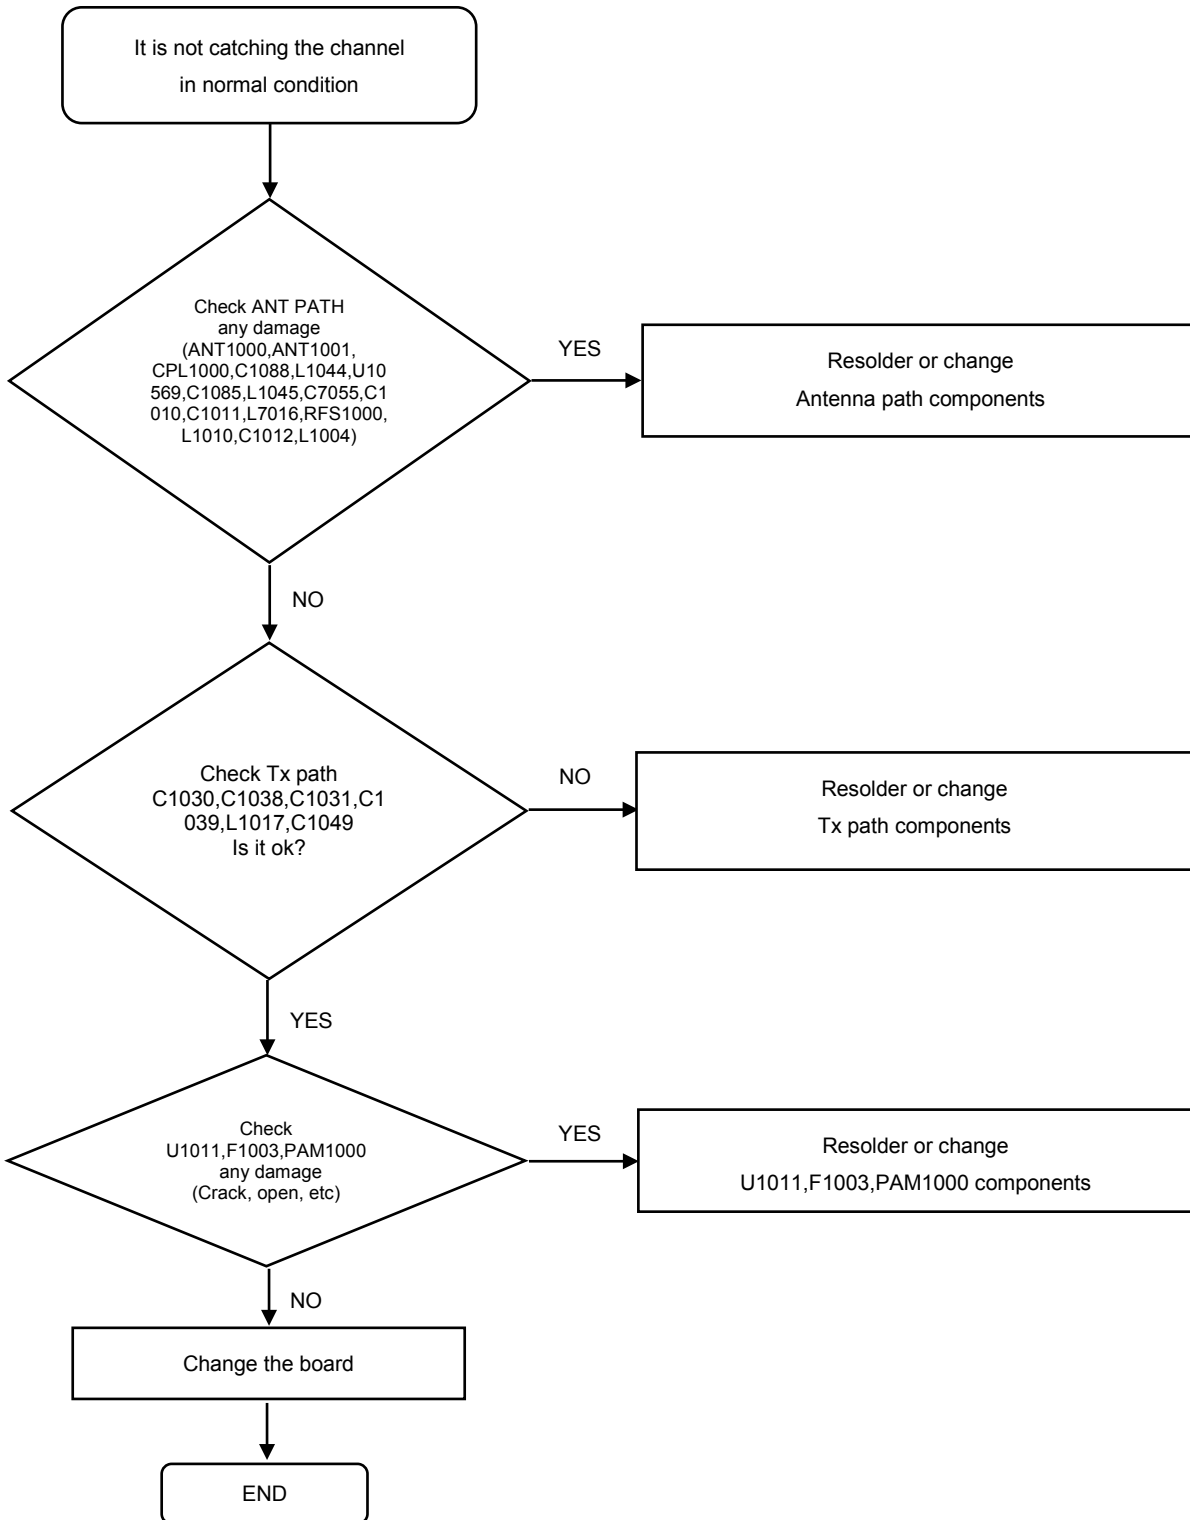 It is not catching the channel
in normal condition
Check ANT PATH
any damage
(ANT1000,ANT1001,
CPL1000,C1088,L1044,U10
569,C1085,L1045,C7055,C1
010,C1011,L7016,RFS1000,
L1010,C1012,L1004)
YES
Resolder or change
Antenna path components
NO
Check Tx path
C1030,C1038,C1031,C1
039,L1017,C1049
Is it ok?
NO
Resolder or change
Tx path components
YES
Check
U1011,F1003,PAM1000
any damage
(Crack, open, etc)
YES
Resolder or change
U1011,F1003,PAM1000 components
NO
Change the board
END